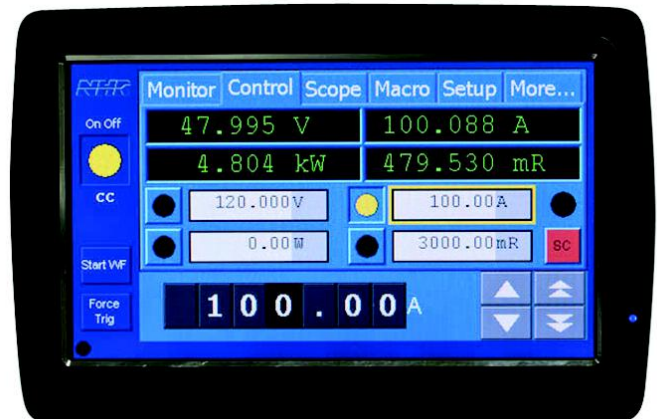 NHR
Monitor Control Scope Macro Setup More...
On Off
47.995 V 100.088 A
4.804 kW 479.530 mR
CC
120.000V 100.00A
0.00W 3000.00mR SC
Start WF
Force
Trig
100.00 A